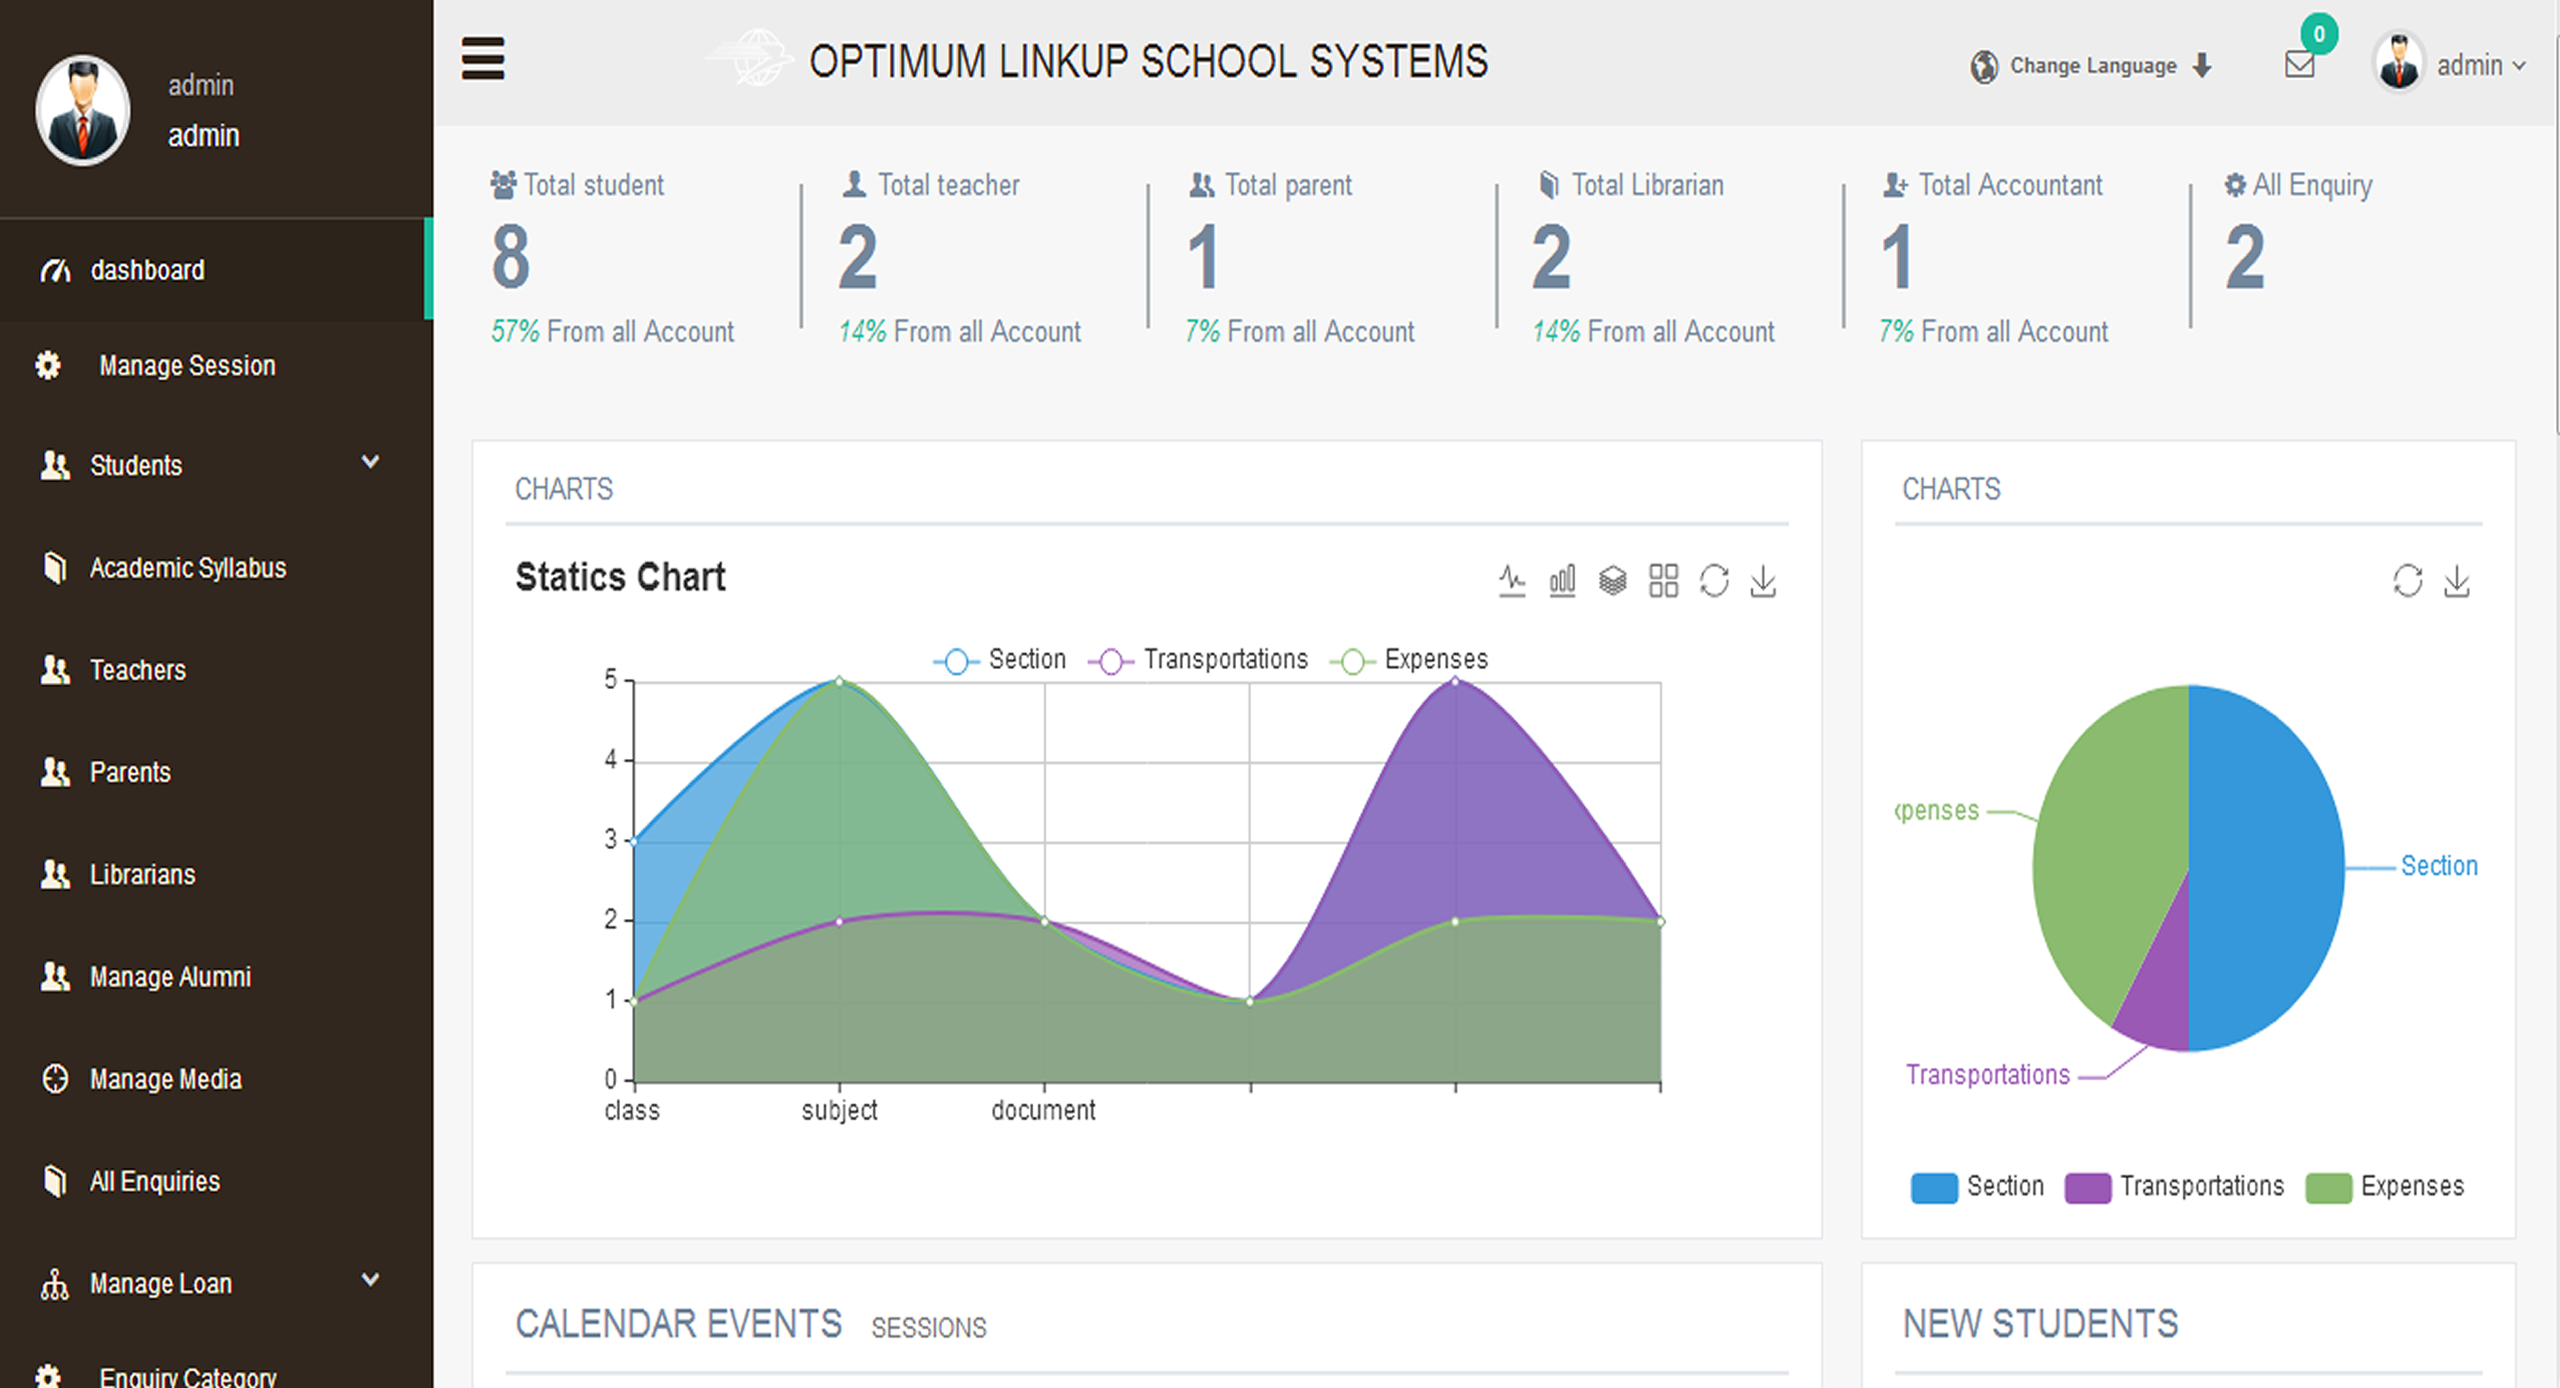 admin
admin
dashboard
Manage Session
Students
Academic Syllabus
Teachers
Parents
Librarians
Manage Alumni
Manage Media
All Enquiries
Manage Loan
Enquiry Category
OPTIMUM LINKUP SCHOOL SYSTEMS
Change Language
0
admin
Total student
8
57% From all Account
Total teacher
2
14% From all Account
Total parent
1
7% From all Account
Total Librarian
2
14% From all Account
Total Accountant
1
7% From all Account
All Enquiry
2
CHARTS
Statics Chart
Section Transportations Expenses
5
4
3
2
1
0
class subject document
CHARTS
xpenses
Section
Transportations
Section Transportations Expenses
CALENDAR EVENTS SESSIONS
NEW STUDENTS